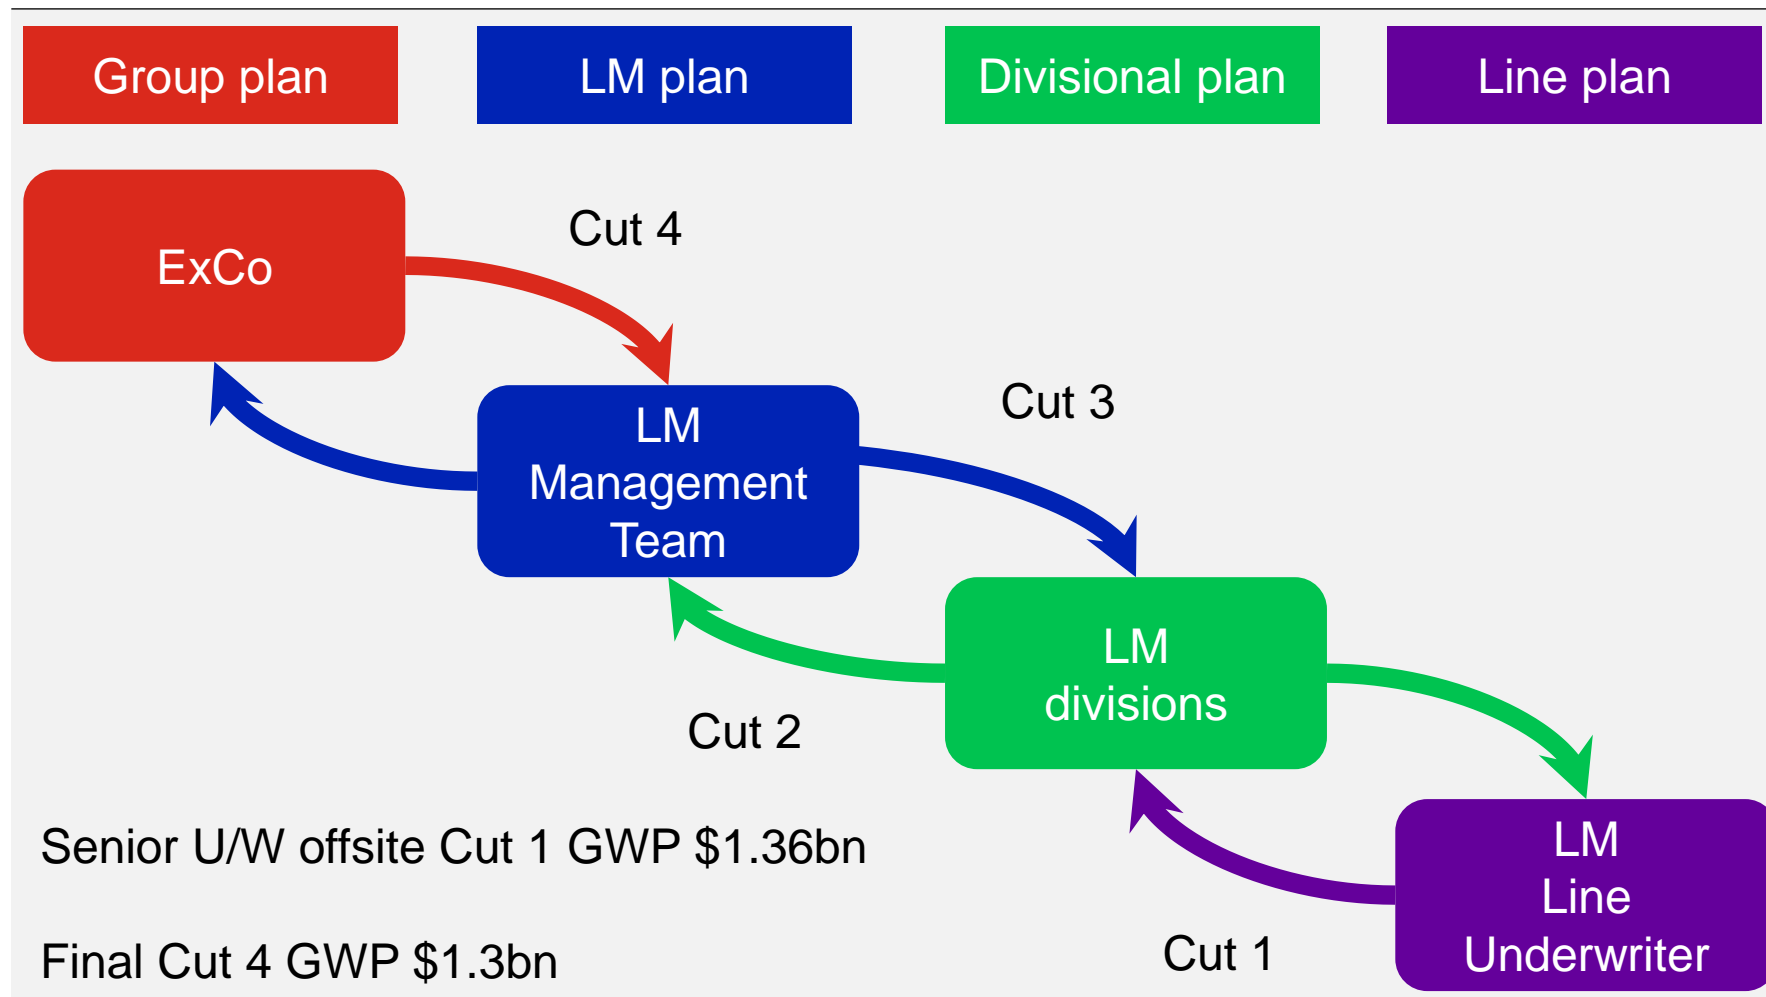 Group plan
LM plan
Divisional plan
Line plan
Cut 4
ExCo
Cut 3
LM
Management
Team
LM
divisions
Cut 2
Senior U/W offsite Cut 1 GWP $1.36bn
LM
Line
Underwriter
Cut 1
Final Cut 4 GWP $1.3bn